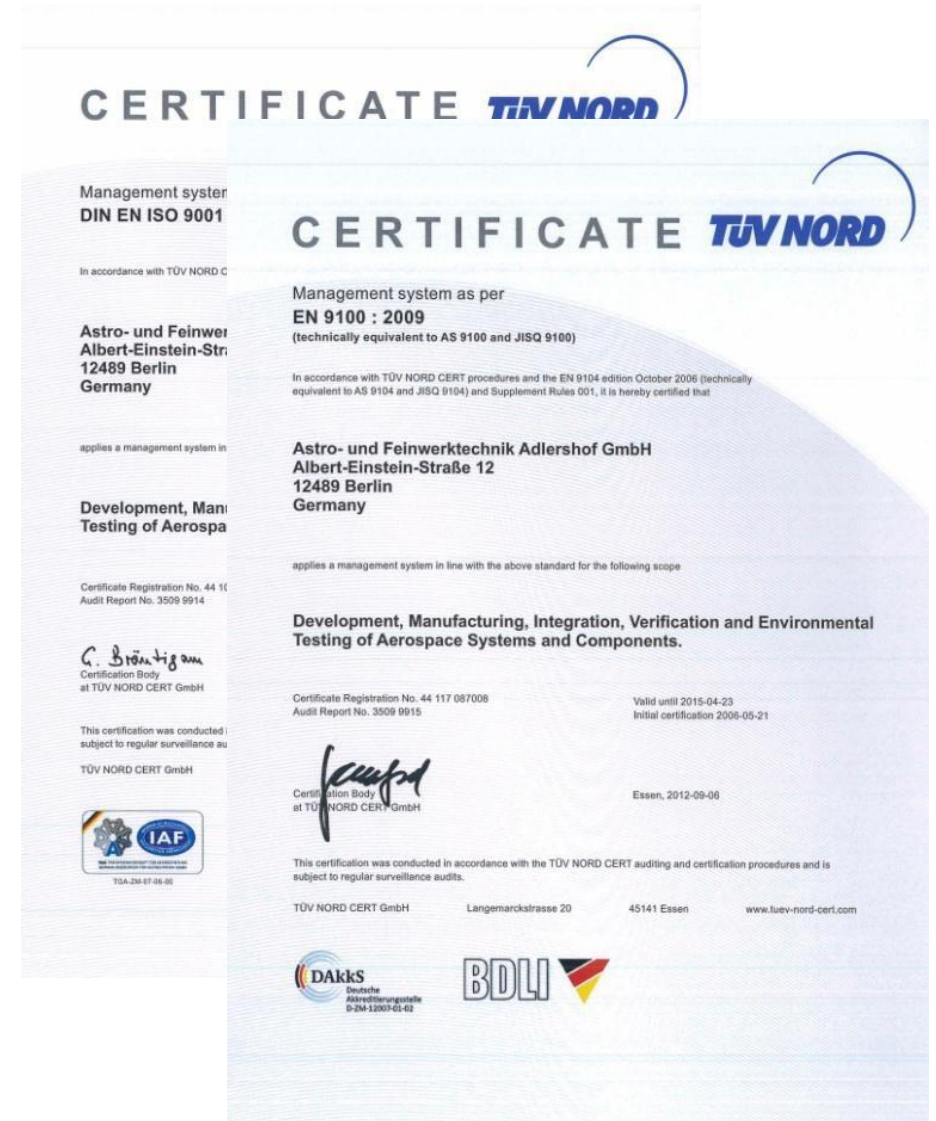 CERTIFICATE TÜV NORD
Management system
DIN EN ISO 9001
In accordance with TÜV NORD C
Astro- und Feinwer
Albert-Einstein-Stra
12489 Berlin
Germany
applies a management system in
Development, Manu
Testing of Aerospa
Certificate Registration No. 44 10
Audit Report No. 3509 9914
G. Bräutigam
Certification Body
at TÜV NORD CERT GmbH
This certification was conducted
subject to regular surveillance au
TÜV NORD CERT GmbH
IAF
TGA-ZM-07-06-00
CERTIFICATE TÜV NORD
Management system as per
EN 9100 : 2009
(technically equivalent to AS 9100 and JISQ 9100)
In accordance with TÜV NORD CERT procedures and the EN 9104 edition October 2006 (technically
equivalent to AS 9104 and JISQ 9104) and Supplement Rules 001, it is hereby certified that
Astro- und Feinwerktechnik Adlershof GmbH
Albert-Einstein-Straße 12
12489 Berlin
Germany
applies a management system in line with the above standard for the following scope
Development, Manufacturing, Integration, Verification and Environmental
Testing of Aerospace Systems and Components.
Certificate Registration No. 44 117 087008
Audit Report No. 3509 9915
Valid until 2015-04-23
Initial certification 2006-05-21
Certification Body
at TÜV NORD CERT GmbH
Essen, 2012-09-06
This certification was conducted in accordance with the TÜV NORD CERT auditing and certification procedures and is
subject to regular surveillance audits.
TÜV NORD CERT GmbH Langemarckstrasse 20 45141 Essen www.tuev-nord-cert.com
DAkkS
Deutsche
Akkreditierungsstelle
D-ZM-12007-01-02
BDLI